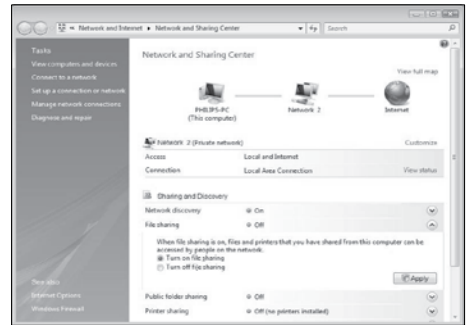 Network and Internet ▸ Network and Sharing Center
Search
Tasks
View computers and devices
Connect to a network
Set up a connection or network
Manage network connections
Diagnose and repair
See also
Internet Options
Windows Firewall
Network and Sharing Center
View full map
PHILIPS-PC
(This computer)
Network 2
Internet
Network 2 (Private network)
Customize
Access Local and Internet
Connection Local Area Connection View status
Sharing and Discovery
Network discovery On
File sharing Off
When file sharing is on, files and printers that you have shared from this computer can be
accessed by people on the network.
Turn on file sharing
Turn off file sharing
Apply
Public folder sharing Off
Printer sharing Off (no printers installed)